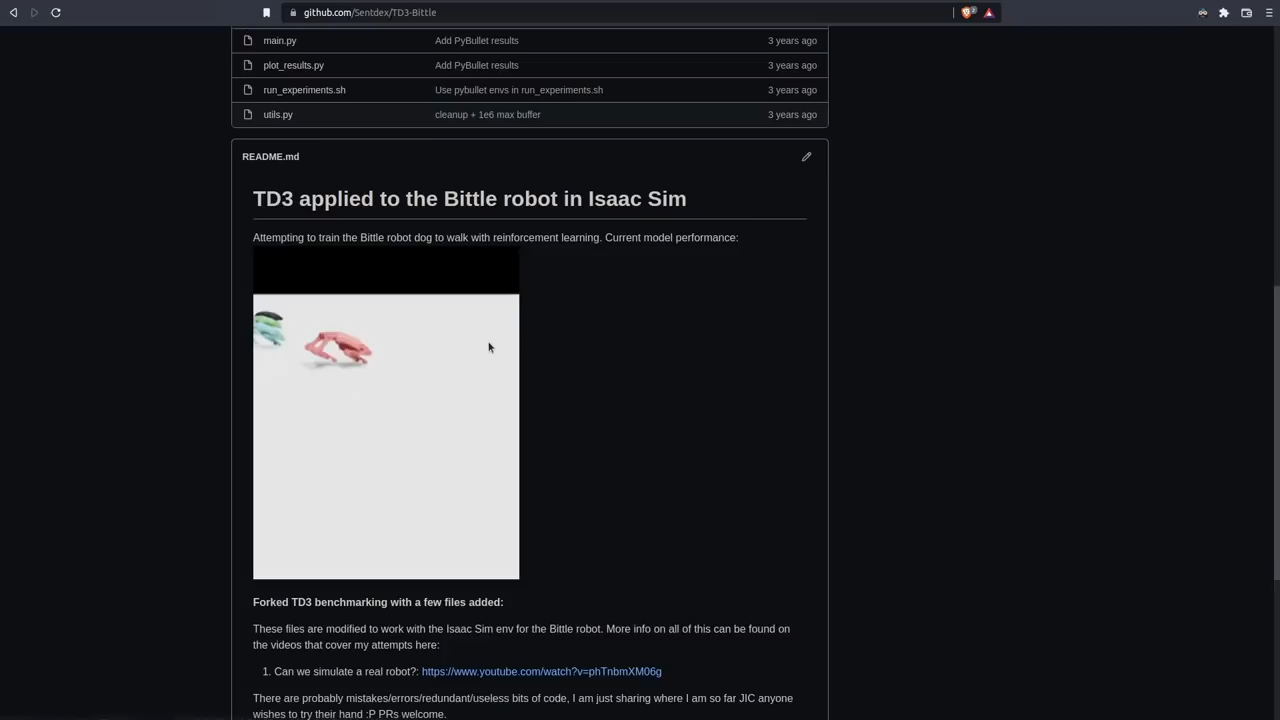 github.com/Sentdex/TD3-Bittle
2
main.py Add PyBullet results 3 years ago
plot_results.py Add PyBullet results 3 years ago
run_experiments.sh Use pybullet envs in run_experiments.sh 3 years ago
utils.py cleanup + 1e6 max buffer 3 years ago
README.md
TD3 applied to the Bittle robot in Isaac Sim
Attempting to train the Bittle robot dog to walk with reinforcement learning. Current model performance:
Forked TD3 benchmarking with a few files added:
These files are modified to work with the Isaac Sim env for the Bittle robot. More info on all of this can be found on
the videos that cover my attempts here:
1. Can we simulate a real robot?: https://www.youtube.com/watch?v=phTnbmXM06g
There are probably mistakes/errors/redundant/useless bits of code, I am just sharing where I am so far JIC anyone
wishes to try their hand :P PRs welcome.